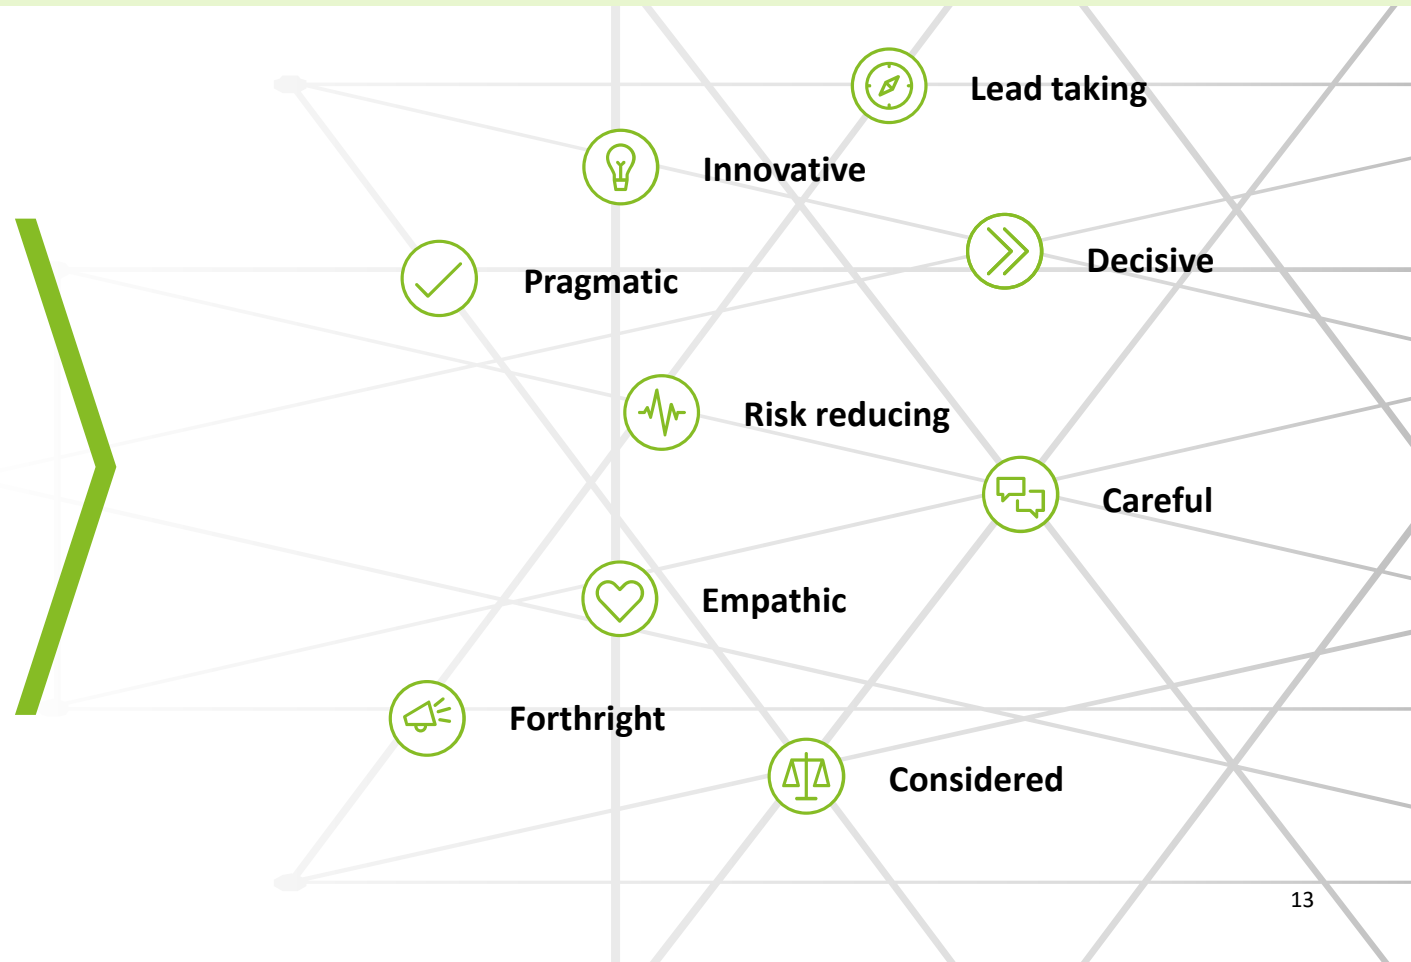 Lead taking
Innovative
Decisive
Pragmatic
Risk reducing
Careful
Empathic
Forthright
Considered
13